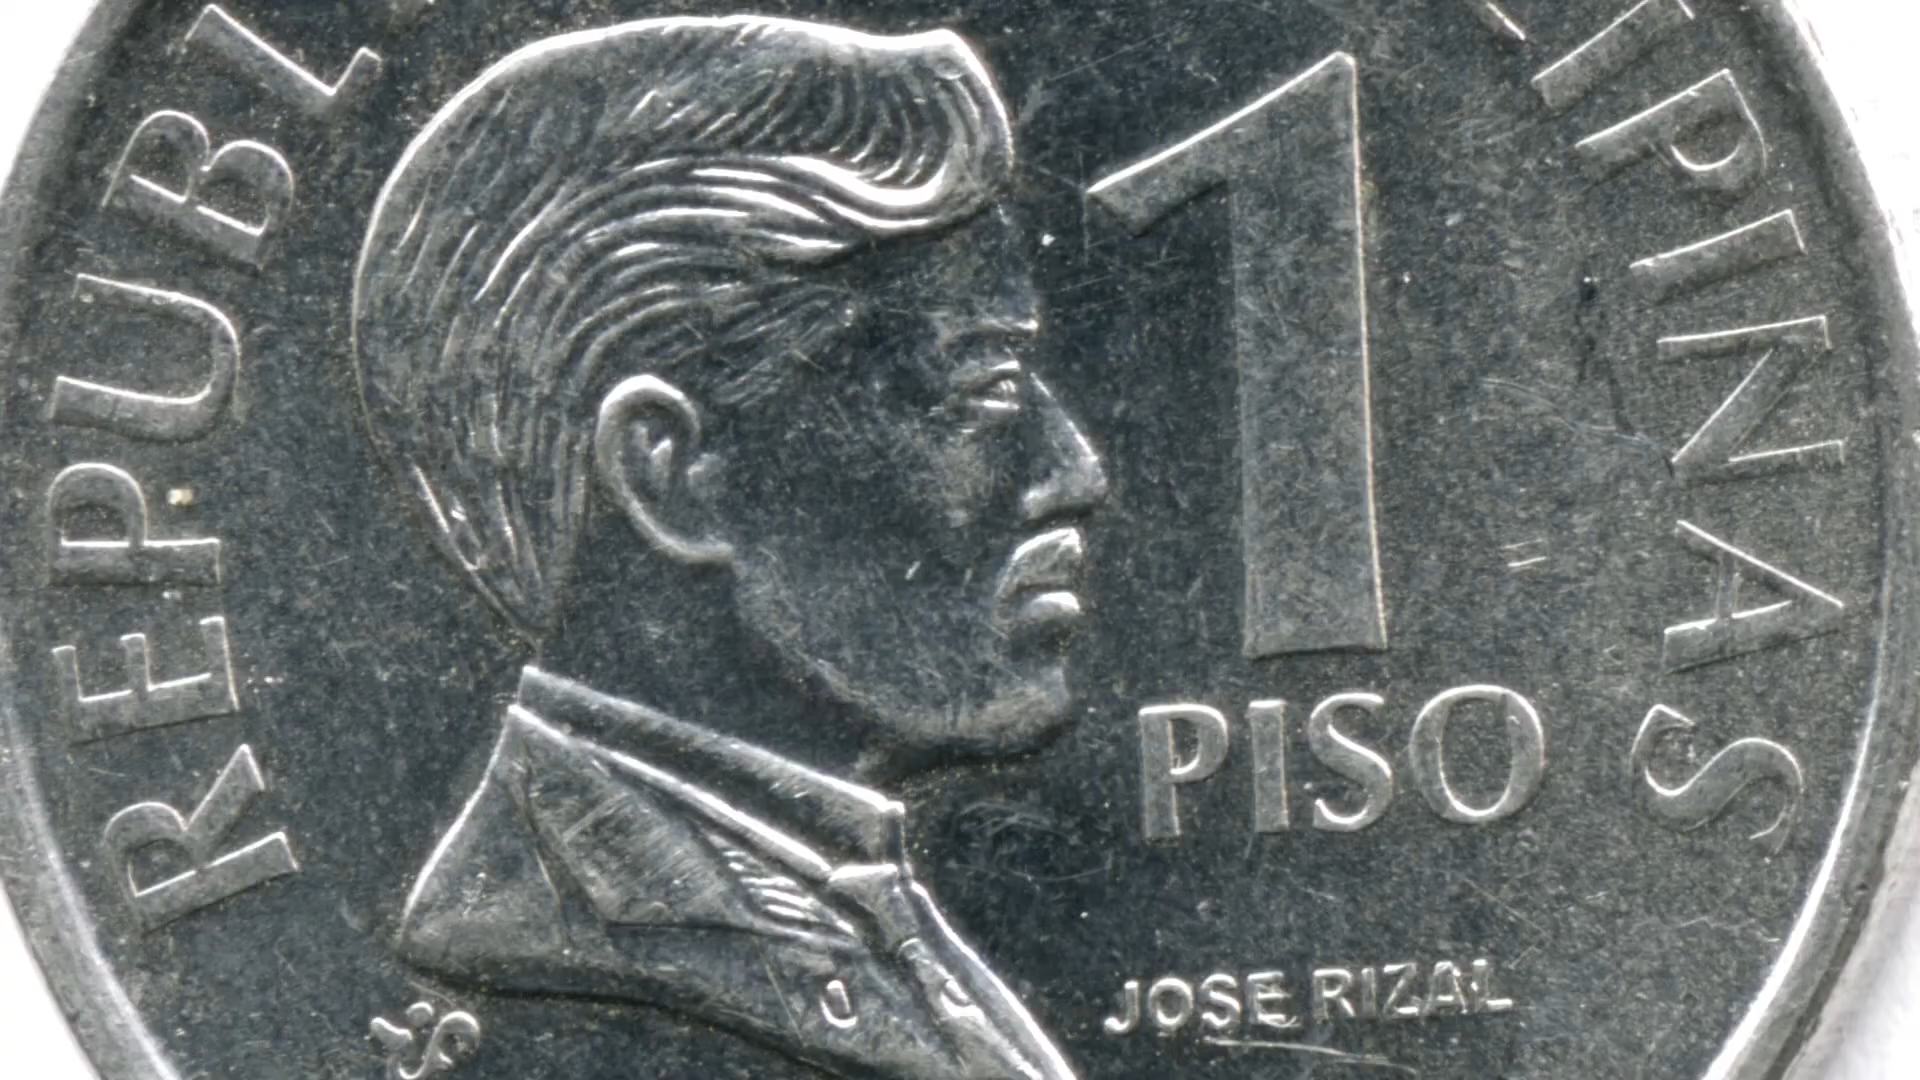 REPUBL
IPINAS
1
PISO
JOSE RIZAL